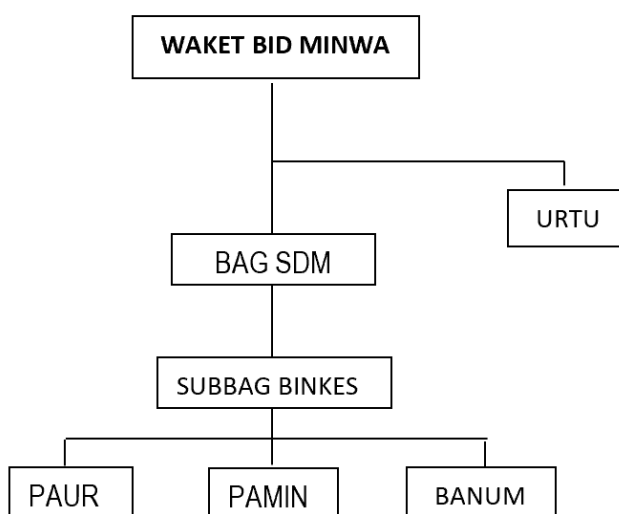 WAKET BID MINWA
URTU
BAG SDM
SUBBAG BINKES
PAUR
PAMIN
BANUM